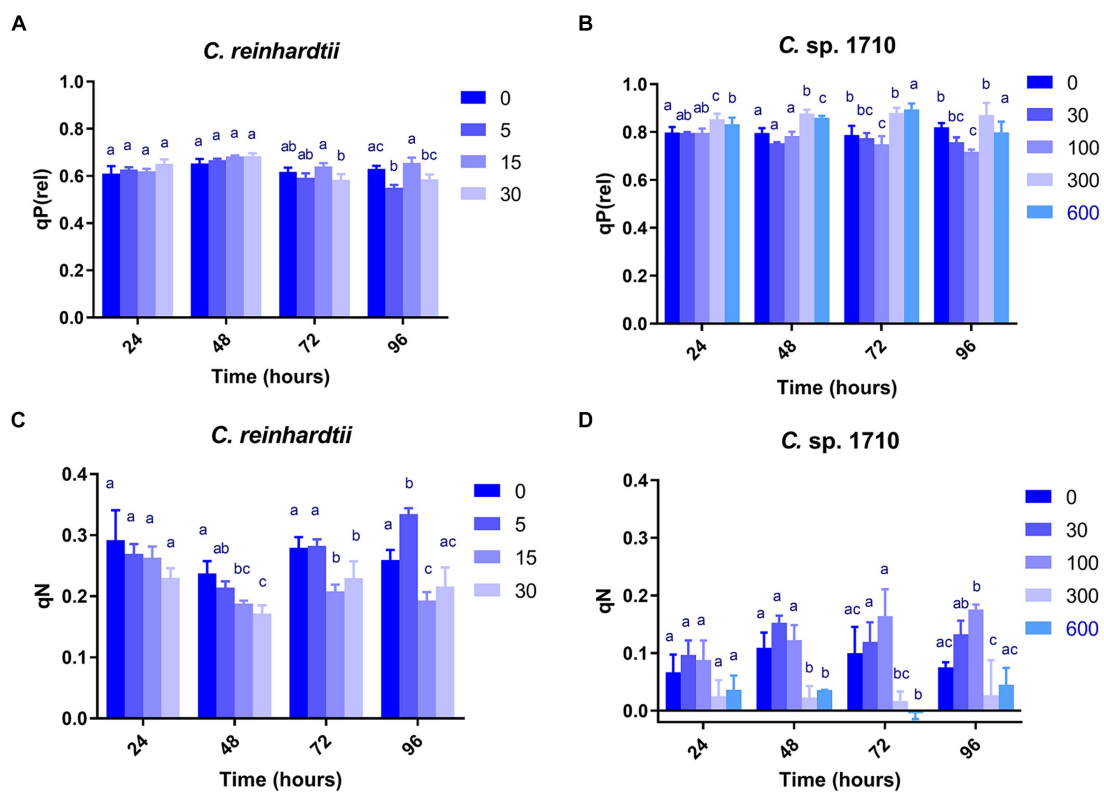 A
C. reinhardtii
qP(rel)
1.0
0.8
0.6
0.4
0.2
0.0
a a a a
a a a a
ab ab a b
ac b a bc
24 48 72 96
Time (hours)
0
5
15
30
B
C. sp. 1710
qP(rel)
1.0
0.8
0.6
0.4
0.2
0.0
a ab ab c b
a a a b c
b bc c b a
b bc c b a
24 48 72 96
Time (hours)
0
30
100
300
600
C
C. reinhardtii
qN
0.4
0.3
0.2
0.1
0.0
a a a a
a ab bc c
a a b b
a b c ac
24 48 72 96
Time (hours)
0
5
15
30
D
C. sp. 1710
qN
0.4
0.3
0.2
0.1
0.0
a a a a a
a a a b b
ac a a bc b
ac ab b c ac
24 48 72 96
Time (hours)
0
30
100
300
600